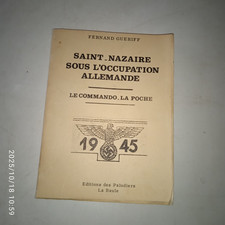 FERNAND GUERIFF
SAINT-NAZAIRE
SOUS L'OCCUPATION
ALLEMANDE
LE COMMANDO. LA POCHE
1945
Editions des Paludiers
La Baule
2025/10/18 10:59